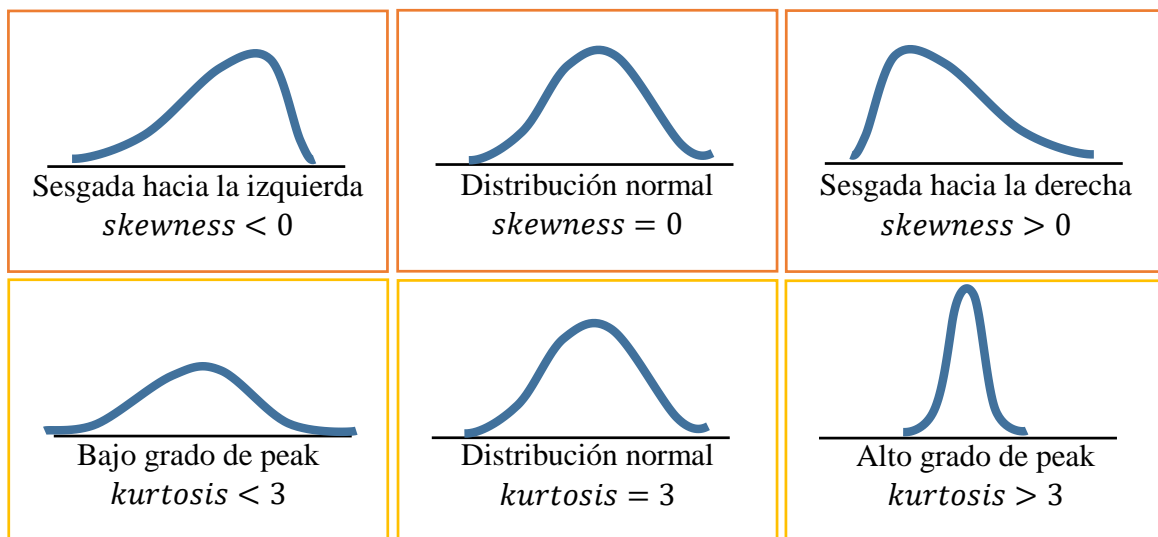 Sesgada hacia la izquierda
skewness < 0
Distribución normal
skewness = 0
Sesgada hacia la derecha
skewness > 0
Bajo grado de peak
kurtosis < 3
Distribución normal
kurtosis = 3
Alto grado de peak
kurtosis > 3